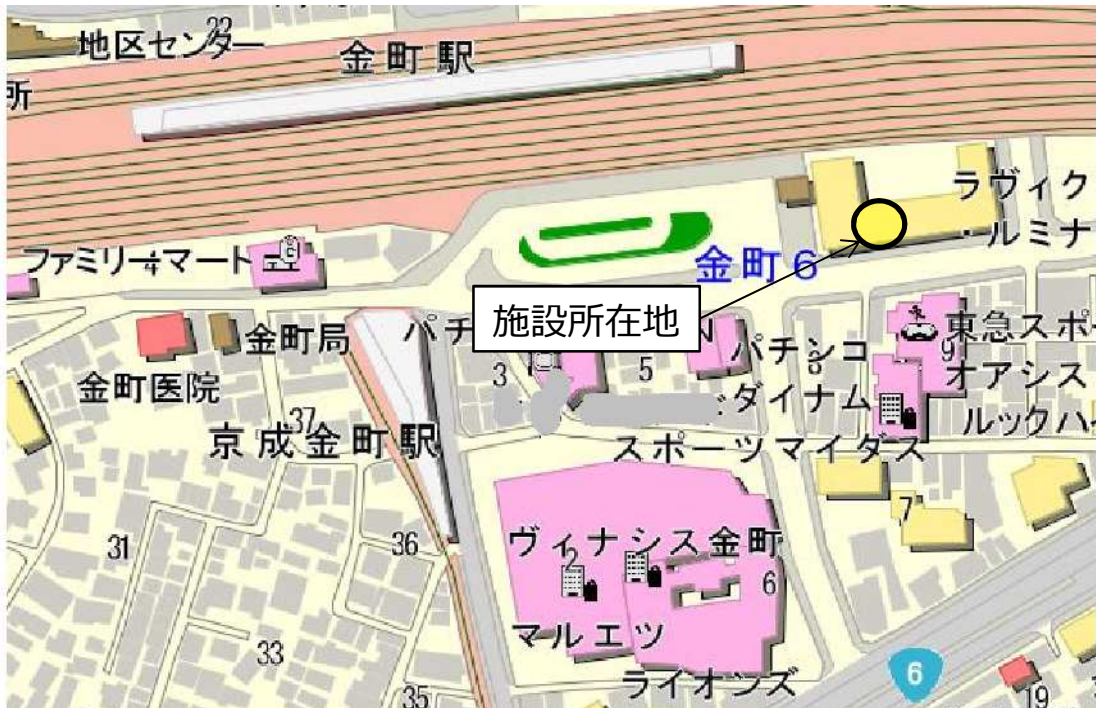 22
地区センター
金町駅
所
ラヴィク
・ルミナ
ファミリーマート
4
金町6
施設所在地
金町局
金町医院
パチ
3
5
N
パチンコ
8
ダイナム
9
東急スポー
オアシス
ルックハイ
37
京成金町駅
スポーツマイダス
31
36
ヴィナシス金町
2
6
7
マルエツ
33
ライオンズ
35
6
19